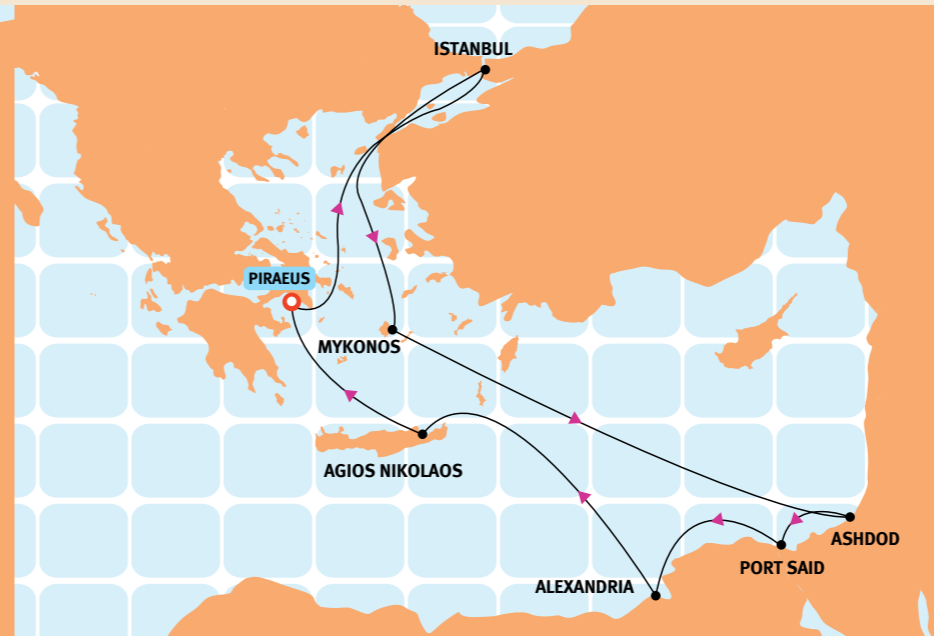 ISTANBUL
PIRAEUS
MYKONOS
AGIOS NIKOLAOS
ASHDOD
PORT SAID
ALEXANDRIA